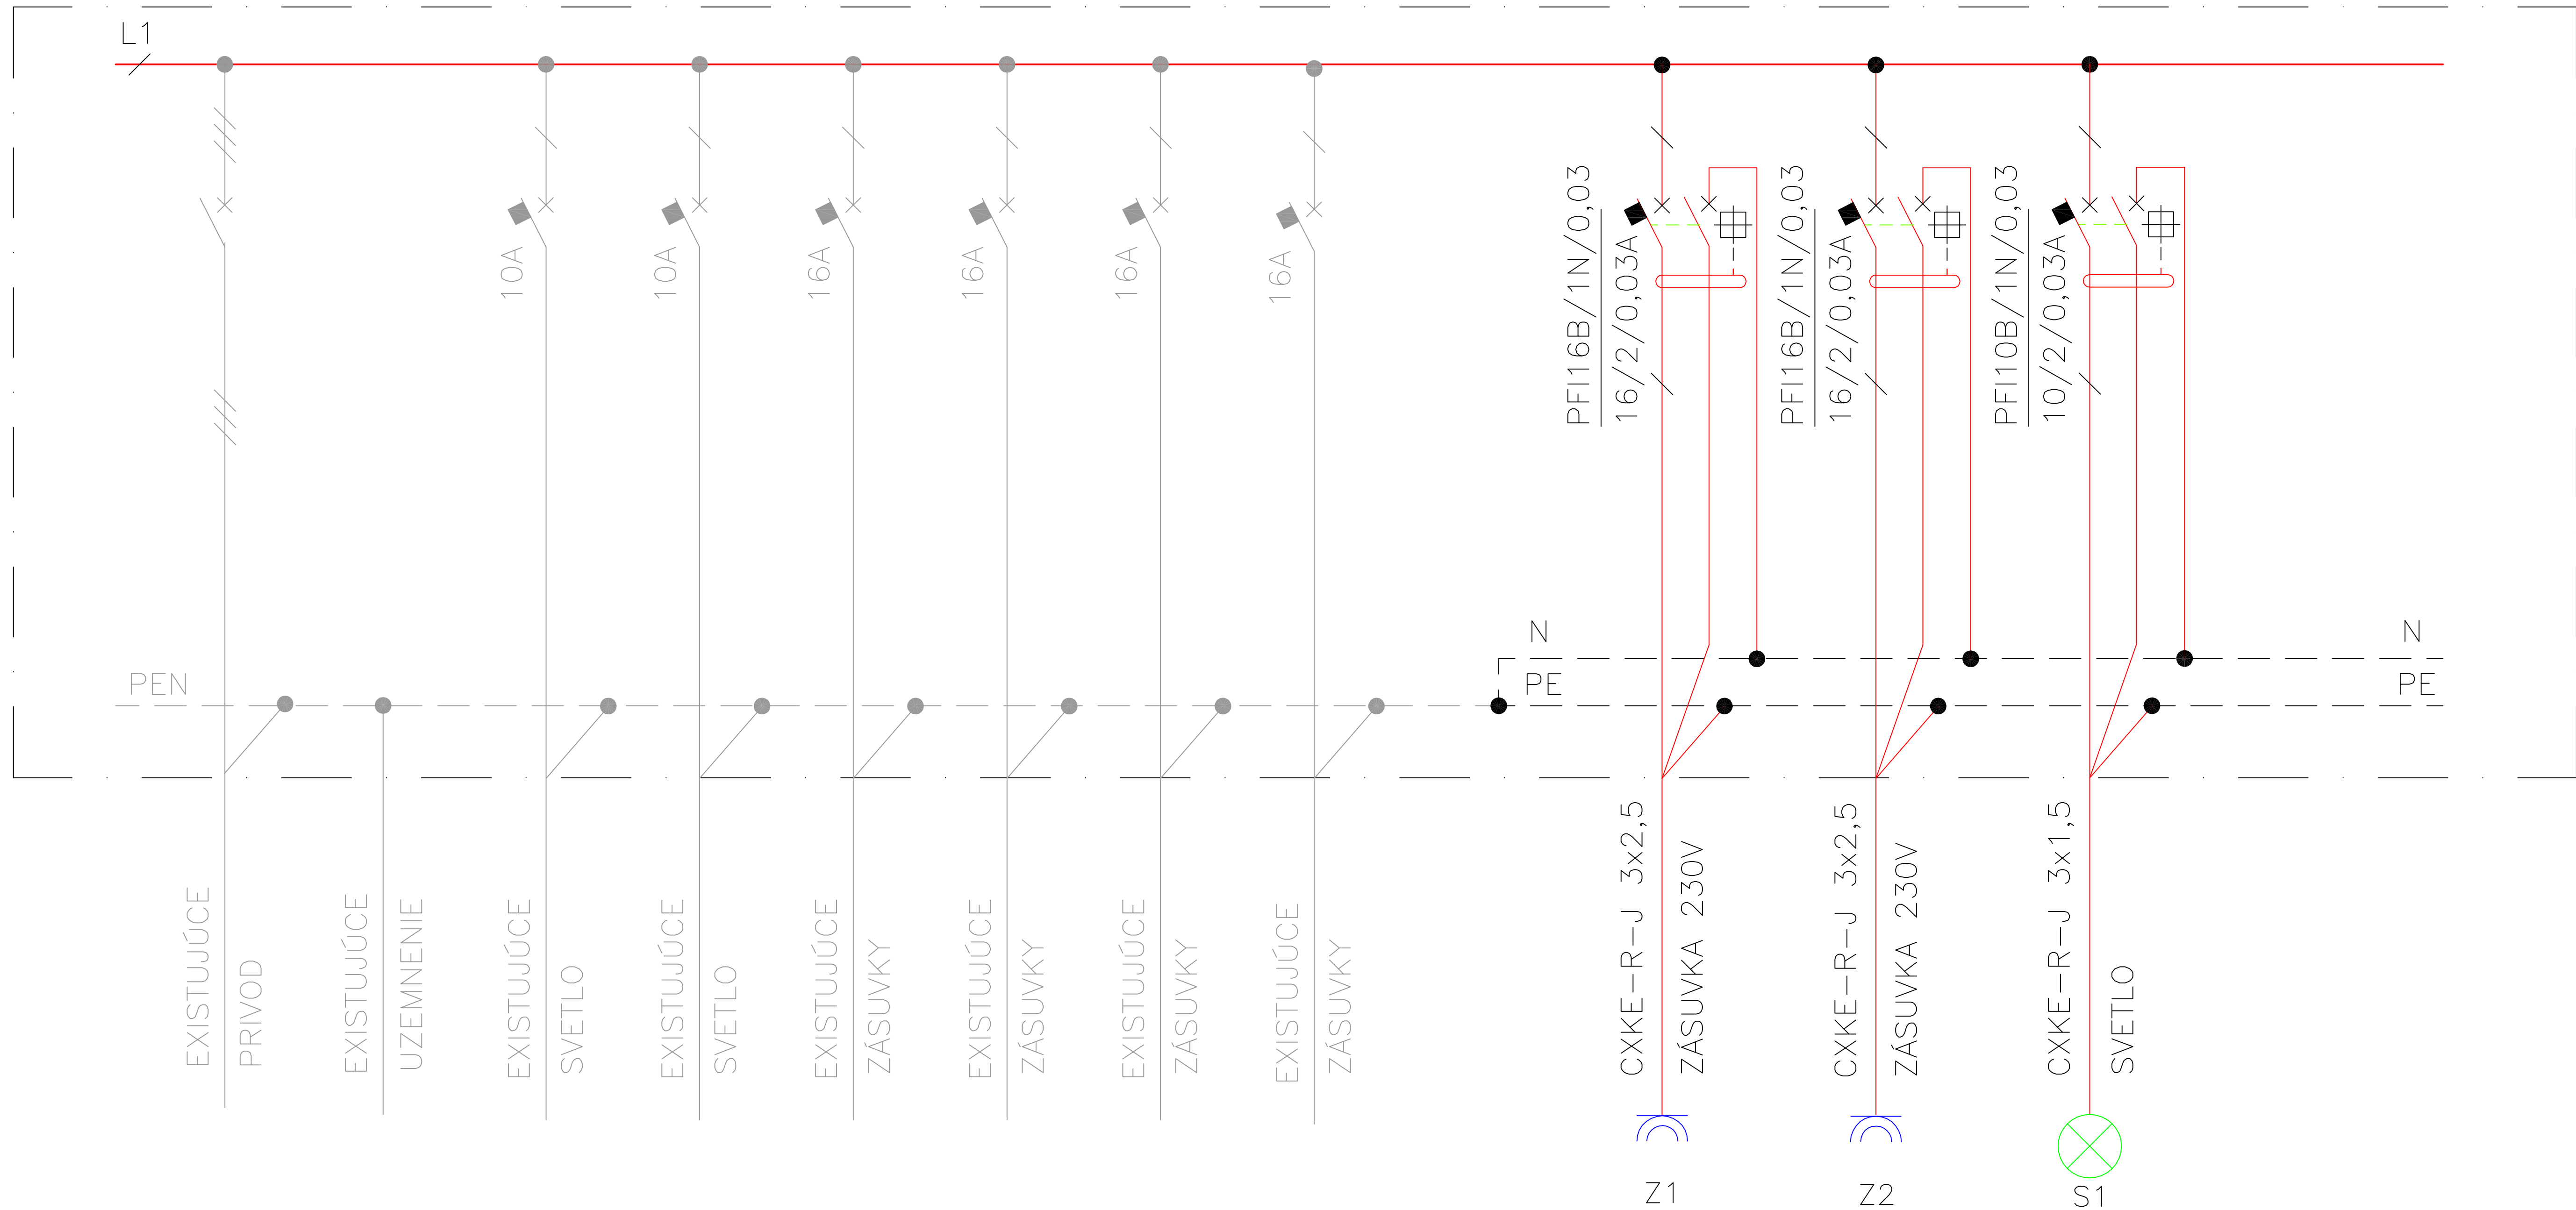 L1
10A
10A
16A
16A
16A
16A
PFI16B/1N/0,03
16/2/0,03A
PFI16B/1N/0,03
16/2/0,03A
PFI10B/1N/0,03
10/2/0,03A
N
N
PEN
PE
PE
EXISTUJÚCE
PRIVOD
EXISTUJÚCE
UZEMNENIE
EXISTUJÚCE
SVETLO
EXISTUJÚCE
SVETLO
EXISTUJÚCE
ZÁSUVKY
EXISTUJÚCE
ZÁSUVKY
EXISTUJÚCE
ZÁSUVKY
EXISTUJÚCE
ZÁSUVKY
CXKE-R-J 3x2,5
ZÁSUVKA 230V
CXKE-R-J 3x2,5
ZÁSUVKA 230V
CXKE-R-J 3x1,5
SVETLO
Z1
Z2
S1